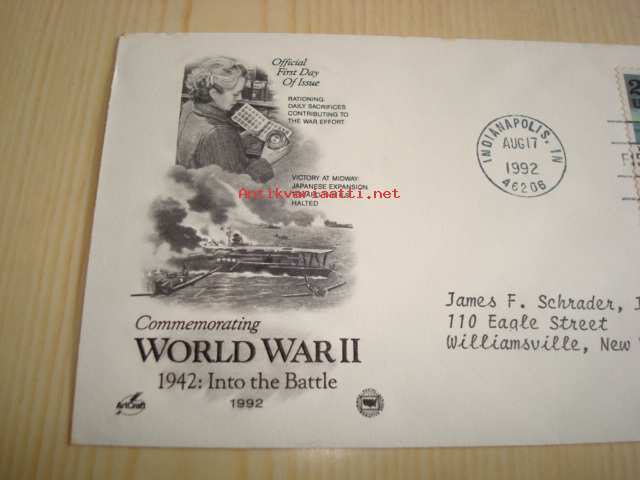 Official
First Day
Of Issue
RATIONING:
DAILY SACRIFICES
CONTRIBUTING TO
THE WAR EFFORT
VICTORY AT MIDWAY:
JAPANESE EXPANSION
HALTED
Antikvariaatti.net
INDIANAPOLIS, IN
AUG 17
1992
46206
James F. Schrader,
110 Eagle Street
Williamsville, New
Commemorating
WORLD WAR II
1942: Into the Battle
1992
ArtCraft